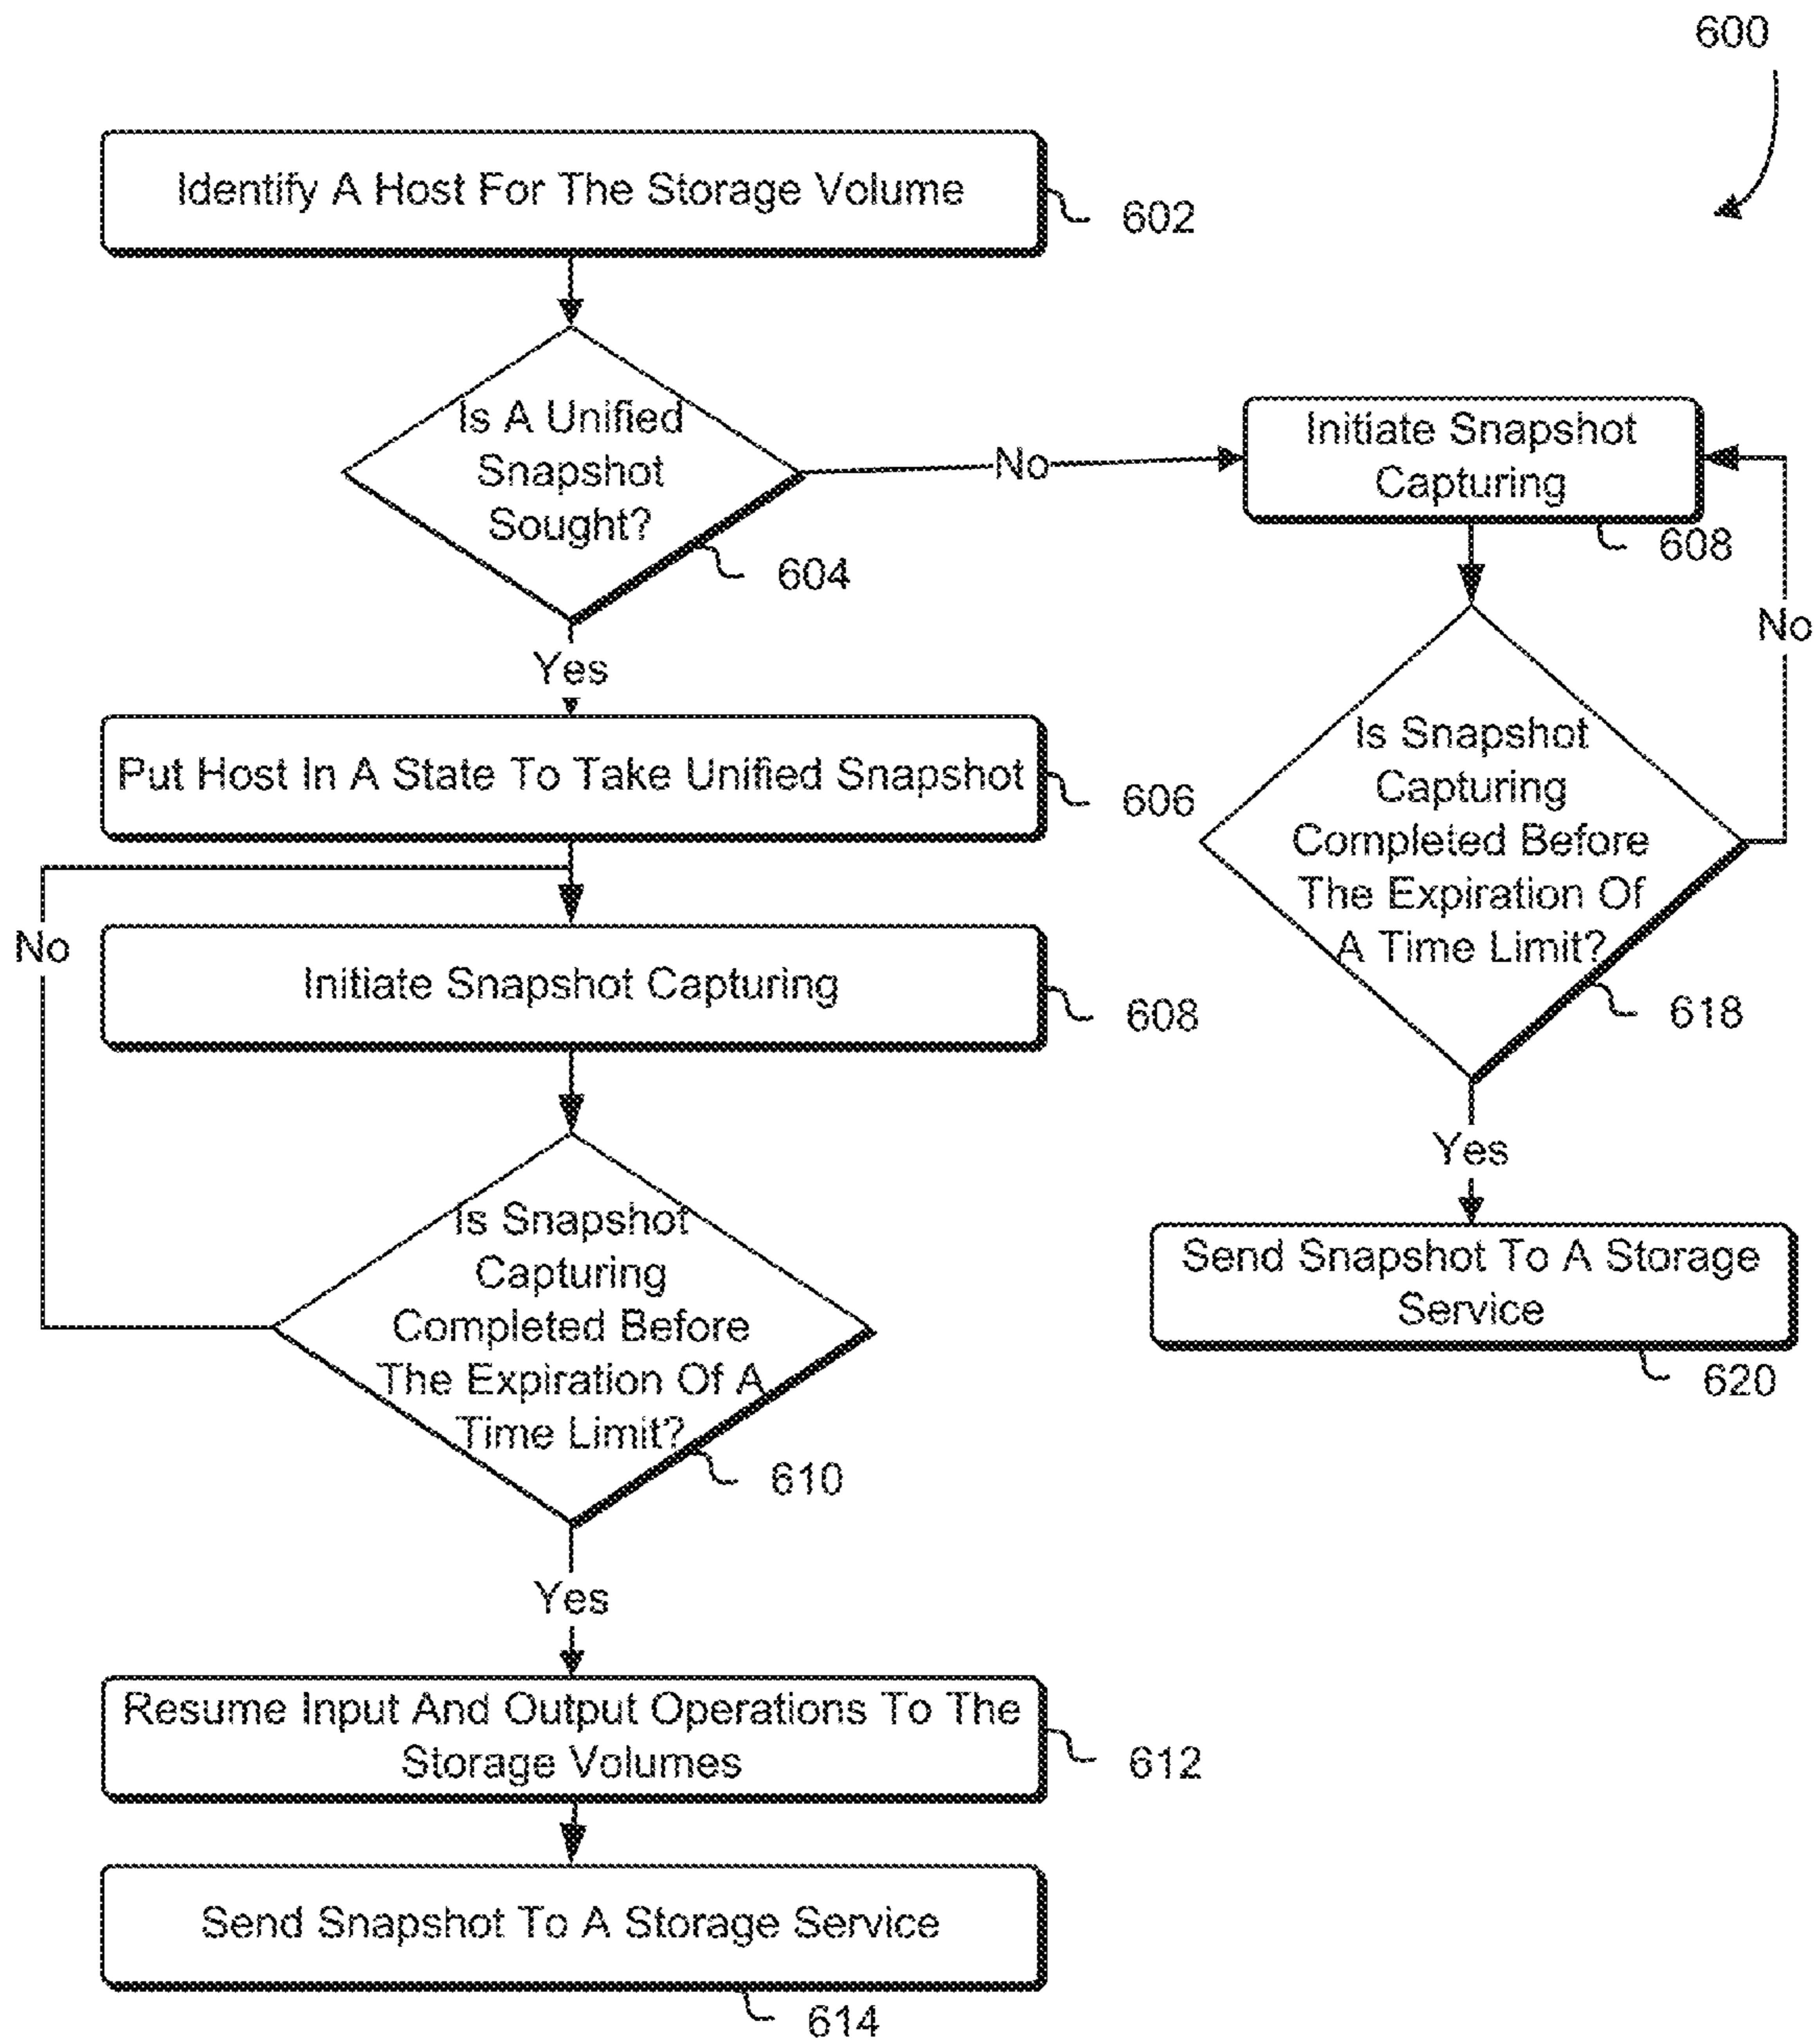 600
Identify A Host For The Storage Volume
602
Is A Unified
Snapshot
Sought?
604
No
Yes
Initiate Snapshot
Capturing
608
No
Is Snapshot
Capturing
Completed Before
The Expiration Of
A Time Limit?
618
Yes
Send Snapshot To A Storage
Service
620
Put Host In A State To Take Unified Snapshot
606
No
Initiate Snapshot Capturing
608
Is Snapshot
Capturing
Completed Before
The Expiration Of A
Time Limit?
610
Yes
Resume Input And Output Operations To The
Storage Volumes
612
Send Snapshot To A Storage Service
614